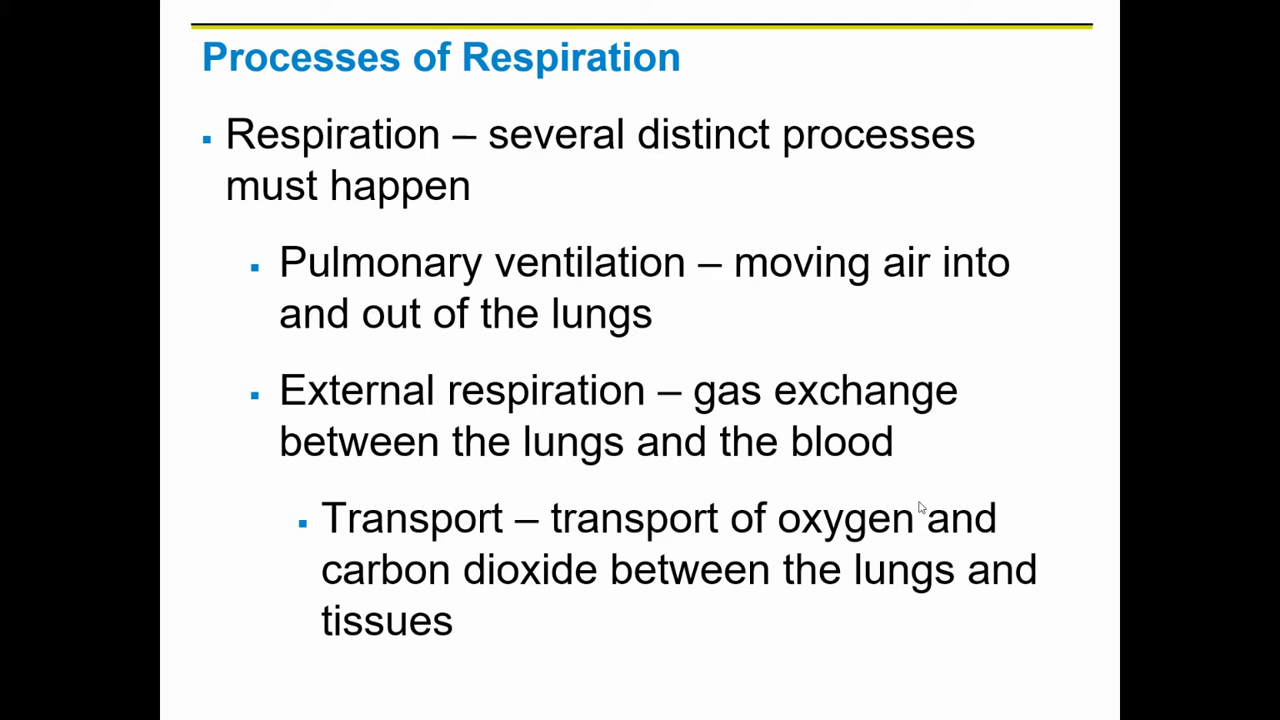 Processes of Respiration
▪ Respiration – several distinct processes
must happen
▪ Pulmonary ventilation – moving air into
and out of the lungs
▪ External respiration – gas exchange
between the lungs and the blood
▪ Transport – transport of oxygen and
carbon dioxide between the lungs and
tissues